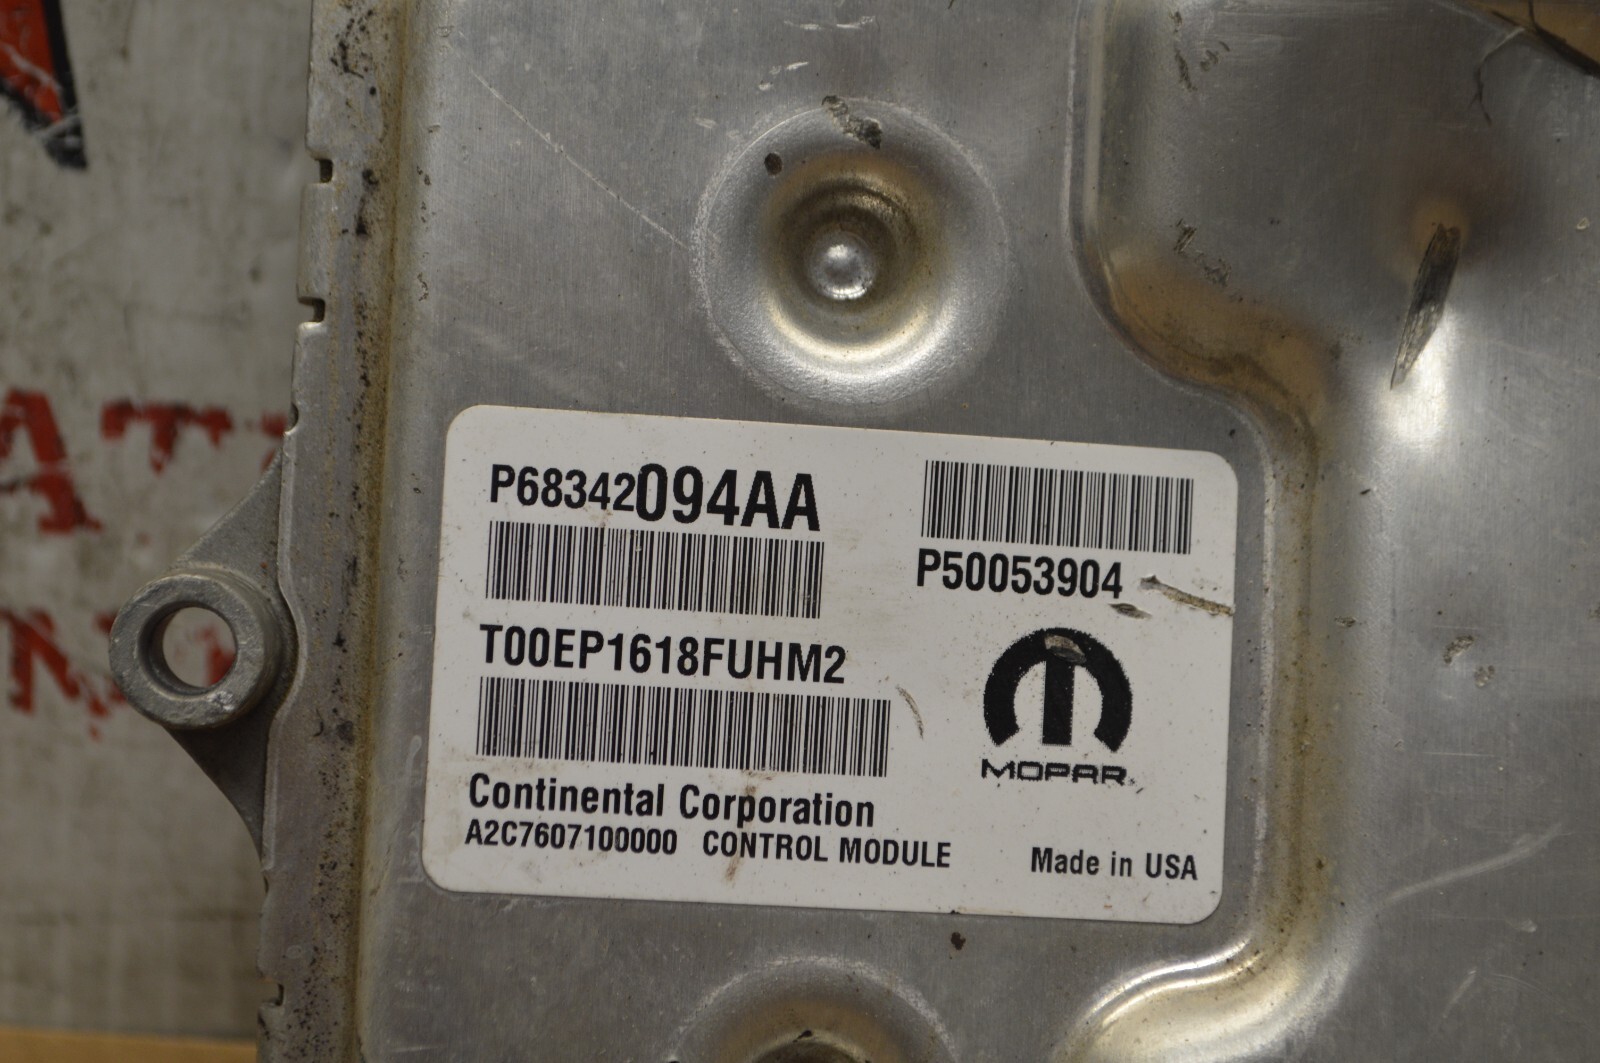 P68342094AA
P50053904
T00EP1618FUHM2
MOPAR
Continental Corporation
A2C7607100000 CONTROL MODULE
Made in USA